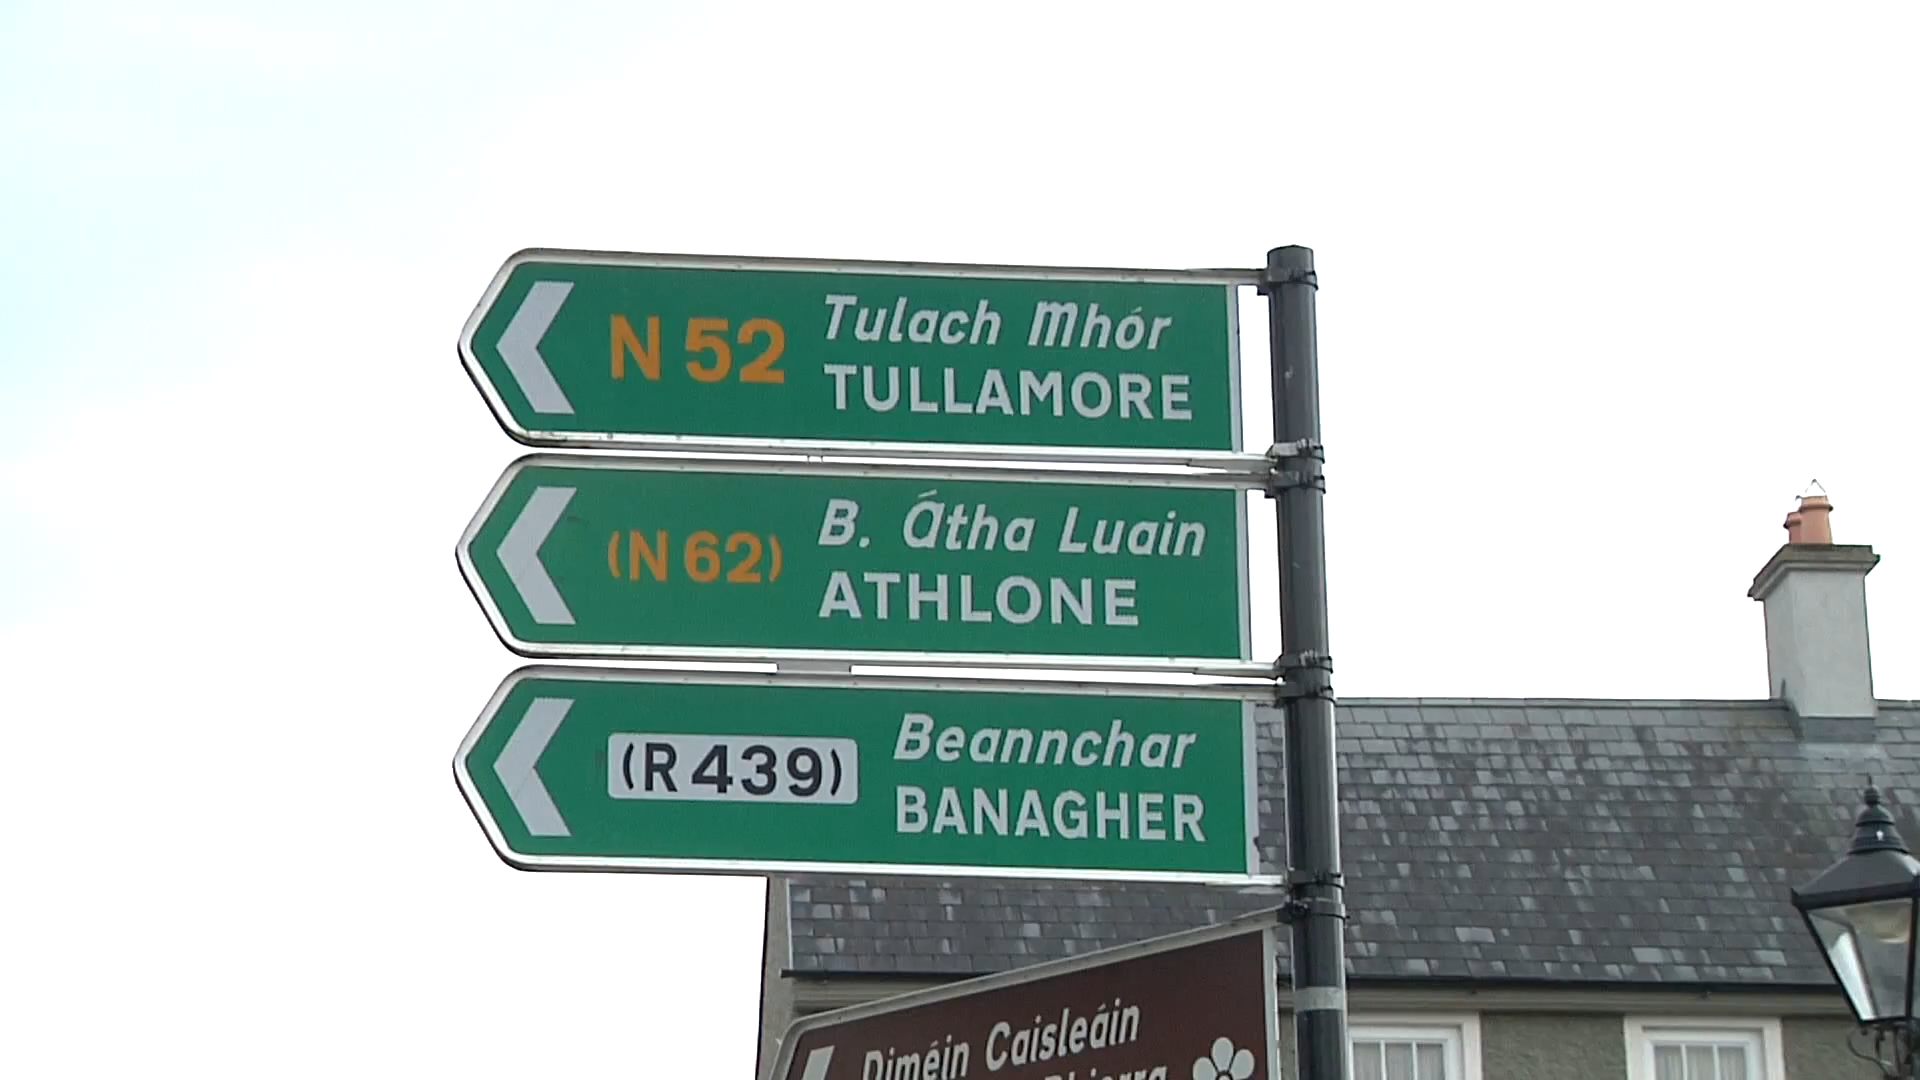 N 52 Tulach Mhór
TULLAMORE
(N 62) B. Átha Luain
ATHLONE
(R 439) Beannchar
BANAGHER
Diméin Caisleáin